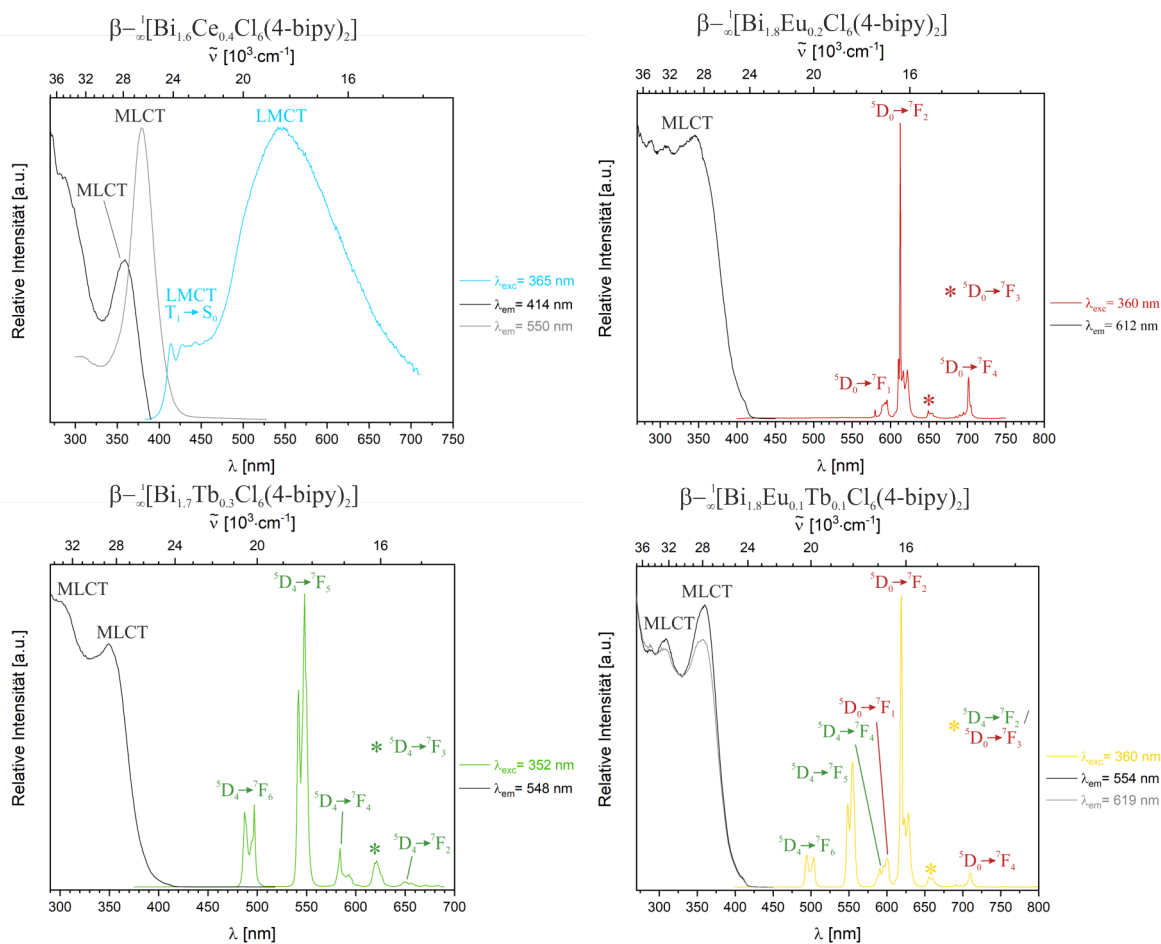 β–¹∞[Bi₁.₆Ce₀.₄Cl₆(4-bipy)₂]
ν̃ [10³·cm⁻¹]
36 32 28 24 20 16
MLCT
LMCT
MLCT
LMCT
T₁→S₀
Relative Intensität [a.u.]
λexc= 365 nm
λem= 414 nm
λem= 550 nm
300 350 400 450 500 550 600 650 700 750
λ [nm]
β–¹∞[Bi₁.₈Eu₀.₂Cl₆(4-bipy)₂]
ν̃ [10³·cm⁻¹]
36 32 28 24 20 16
⁵D₀→⁷F₂
MLCT
* ⁵D₀→⁷F₃
⁵D₀→⁷F₁
*
⁵D₀→⁷F₄
Relative Intensität [a.u.]
λexc= 360 nm
λem= 612 nm
300 350 400 450 500 550 600 650 700 750 800
λ [nm]
β–¹∞[Bi₁.₇Tb₀.₃Cl₆(4-bipy)₂]
ν̃ [10³·cm⁻¹]
32 28 24 20 16
⁵D₄→⁷F₅
MLCT
MLCT
* ⁵D₄→⁷F₃
⁵D₄→⁷F₆
⁵D₄→⁷F₄
*
⁵D₄→⁷F₂
Relative Intensität [a.u.]
λexc= 352 nm
λem= 548 nm
300 350 400 450 500 550 600 650 700
λ [nm]
β–¹∞[Bi₁.₈Eu₀.₁Tb₀.₁Cl₆(4-bipy)₂]
ν̃ [10³·cm⁻¹]
36 32 28 24 20 16
⁵D₀→⁷F₂
MLCT
MLCT
⁵D₀→⁷F₁
⁵D₄→⁷F₄
* ⁵D₄→⁷F₂ /
⁵D₀→⁷F₃
⁵D₄→⁷F₅
⁵D₄→⁷F₆
*
⁵D₀→⁷F₄
Relative Intensität [a.u.]
λexc= 360 nm
λem= 554 nm
λem= 619 nm
300 350 400 450 500 550 600 650 700 750 800
λ [nm]